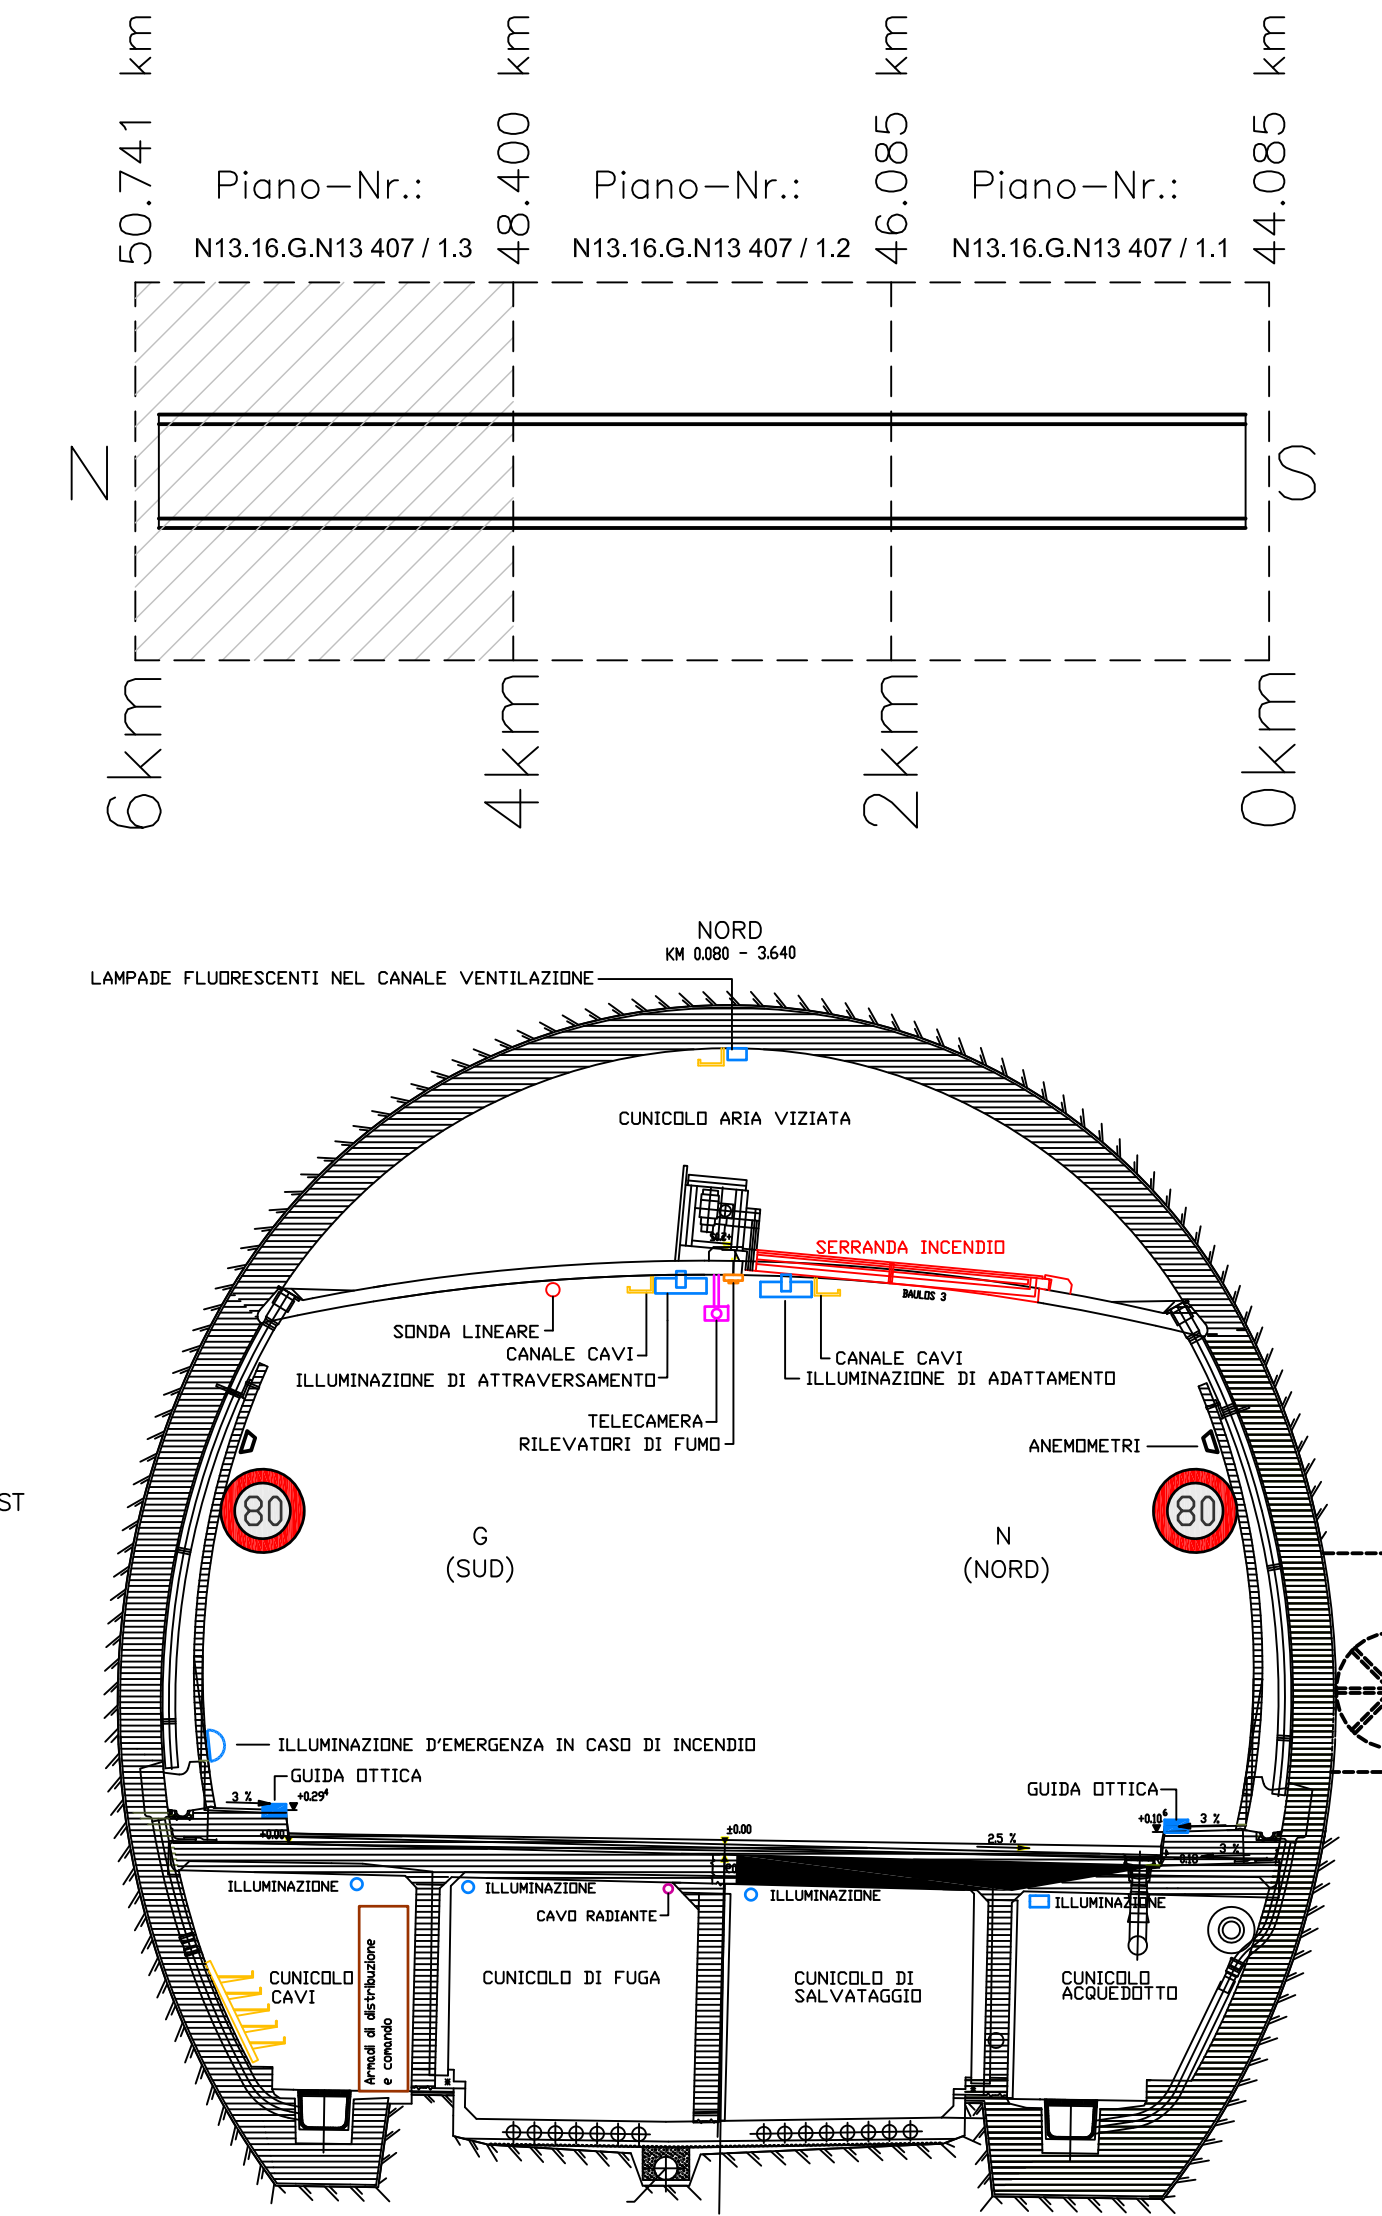 50.741 km
48.400 km
46.085 km
44.085 km
Piano-Nr.:
N13.16.G.N13 407 / 1.3
Piano-Nr.:
N13.16.G.N13 407 / 1.2
Piano-Nr.:
N13.16.G.N13 407 / 1.1
N
S
6km
4km
2km
0km
NORD
KM 0.080 - 3.640
LAMPADE FLUORESCENTI NEL CANALE VENTILAZIONE
CUNICOLO ARIA VIZIATA
SERRANDA INCENDIO
BAULOS 3
SONDA LINEARE
CANALE CAVI
CANALE CAVI
ILLUMINAZIONE DI ATTRAVERSAMENTO
ILLUMINAZIONE DI ADATTAMENTO
TELECAMERA
RILEVATORI DI FUMO
ANEMOMETRI
ST
80
80
G
(SUD)
N
(NORD)
ILLUMINAZIONE D'EMERGENZA IN CASO DI INCENDIO
GUIDA OTTICA
GUIDA OTTICA
3 %
+0.29⁴
+0.10⁶
3 %
+0.00
±0.00
2.5 %
3 %
0.10
ILLUMINAZIONE
ILLUMINAZIONE
ILLUMINAZIONE
ILLUMINAZIONE
CAVO RADIANTE
CUNICOLO
CAVI
Armadi di distribuzione
e comando
CUNICOLO DI FUGA
CUNICOLO DI
SALVATAGGIO
CUNICOLO
ACQUEDOTTO